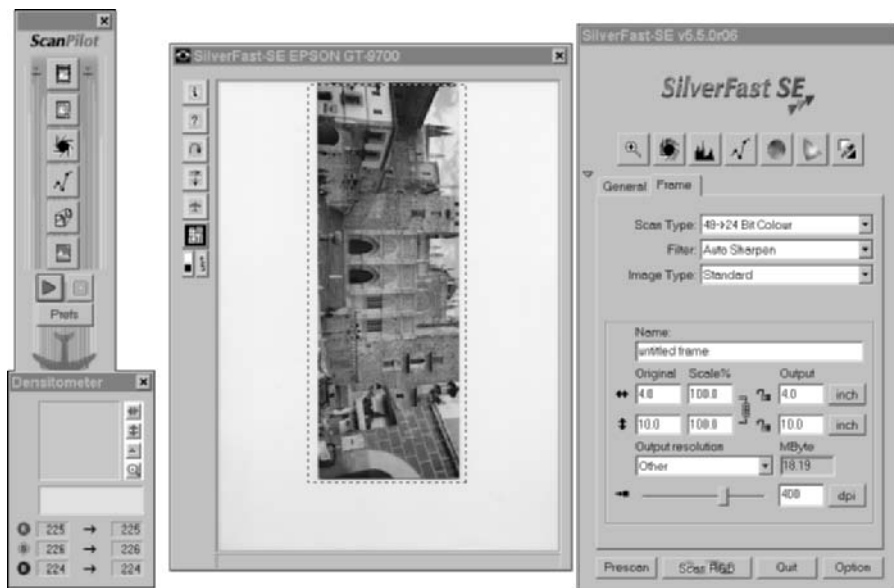 ScanPilot
Prefs
Densitometer
225 → 225
226 → 226
224 → 224
SilverFast-SE EPSON GT-9700
i
?
SilverFast-SE v5.5.0r06
SilverFast SE
General Frame
Scan Type: 48->24 Bit Colour
Filter: Auto Sharpen
Image Type: Standard
Name:
untitled frame
Original Scale% Output
4.0 100.0 4.0 inch
10.0 100.0 10.0 inch
Output resolution MByte
Other 18.19
400 dpi
Prescan Scan RGB Quit Option